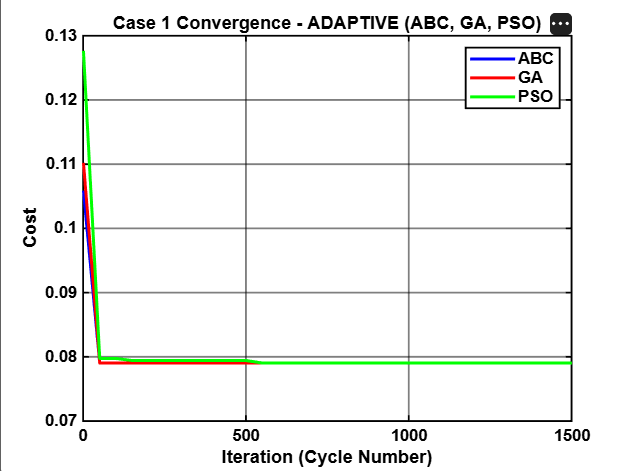 Case 1 Convergence - ADAPTIVE (ABC, GA, PSO)
0.13
ABC
GA
PSO
0.12
0.11
0.1
0.09
0.08
0.07
Cost
0 500 1000 1500
Iteration (Cycle Number)